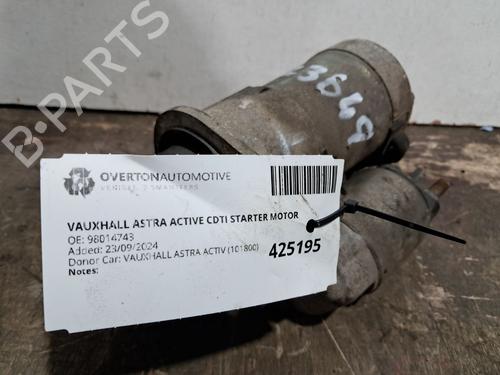 B-PARTS
23648
OVERTONAUTOMOTIVE
VEHICLE DISMANTLERS
VAUXHALL ASTRA ACTIVE CDTI STARTER MOTOR
OE: 98014743
Added: 23/09/2024
Donor Car: VAUXHALL ASTRA ACTIV (101800)
Notes:
425195